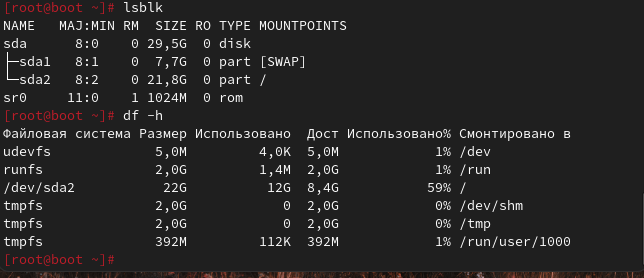 [root@boot ~]# lsblk
NAME   MAJ:MIN RM  SIZE RO TYPE MOUNTPOINTS
sda      8:0    0 29,5G  0 disk
├─sda1   8:1    0  7,7G  0 part [SWAP]
└─sda2   8:2    0 21,8G  0 part /
sr0     11:0    1 1024M  0 rom
[root@boot ~]# df -h
Файловая система Размер Использовано  Дост Использовано% Смонтировано в
udevfs             5,0M         4,0K  5,0M            1% /dev
runfs              2,0G         1,4M  2,0G            1% /run
/dev/sda2           22G          12G  8,4G           59% /
tmpfs              2,0G            0  2,0G            0% /dev/shm
tmpfs              2,0G            0  2,0G            0% /tmp
tmpfs              392M         112K  392M            1% /run/user/1000
[root@boot ~]#